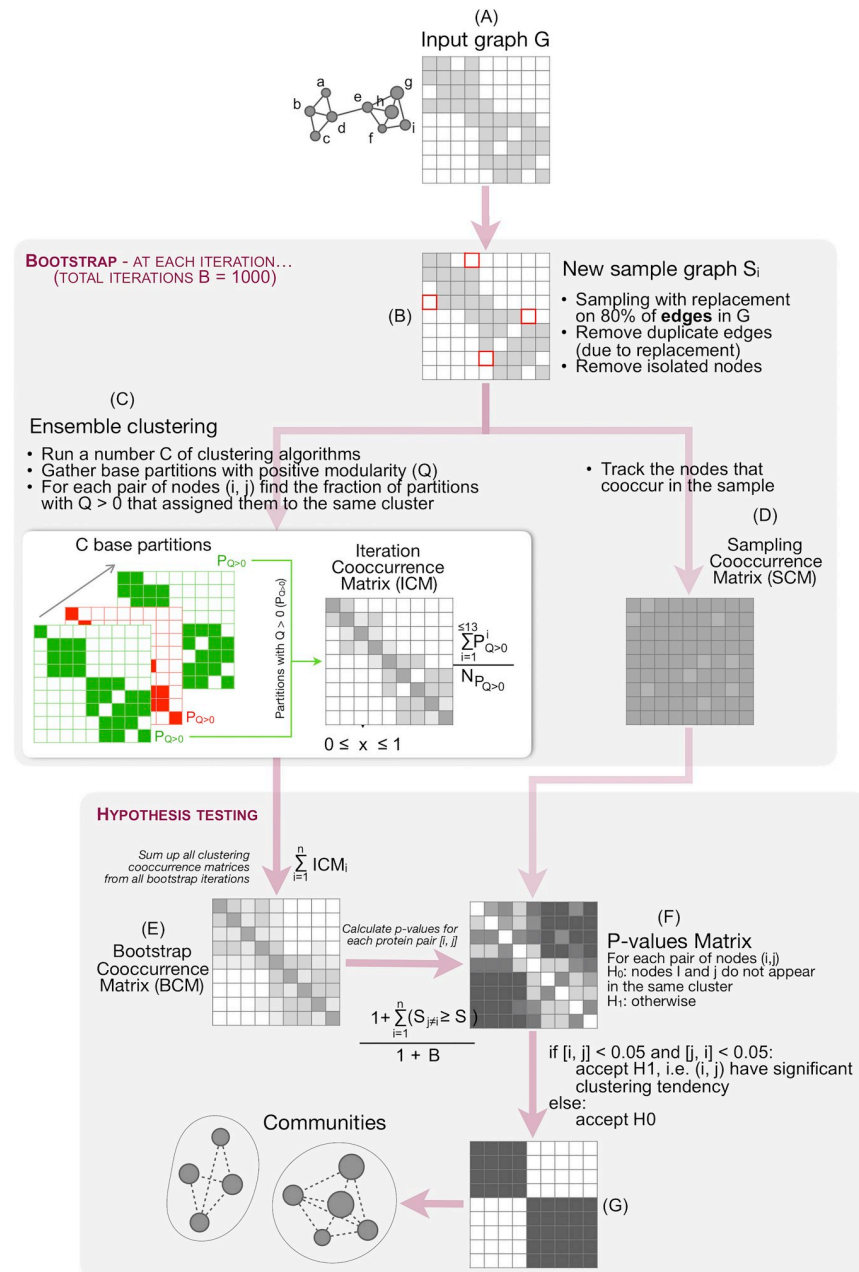 (A)
Input graph G
a
b
c
d
e
h
g
f
i
BOOTSTRAP - AT EACH ITERATION...
(TOTAL ITERATIONS B = 1000)
(B)
New sample graph Si
• Sampling with replacement
on 80% of edges in G
• Remove duplicate edges
(due to replacement)
• Remove isolated nodes
(C)
Ensemble clustering
• Run a number C of clustering algorithms
• Gather base partitions with positive modularity (Q)
• For each pair of nodes (i, j) find the fraction of partitions
with Q > 0 that assigned them to the same cluster
• Track the nodes that
cooccur in the sample
(D)
Sampling
Cooccurrence
Matrix (SCM)
C base partitions
PQ>0
PQ>0
PQ>0
Partitions with Q > 0 (PQ>0)
Iteration
Cooccurrence
Matrix (ICM)
≤13
∑PiQ>0
i=1
NPQ>0
0 ≤ x ≤ 1
HYPOTHESIS TESTING
Sum up all clustering
cooccurrence matrices
from all bootstrap iterations
n
∑ ICMi
i=1
(E)
Bootstrap
Cooccurrence
Matrix (BCM)
Calculate p-values for
each protein pair [i, j]
n
1+∑(Sj≠i ≥ S )
i=1
1 + B
(F)
P-values Matrix
For each pair of nodes (i,j)
H0: nodes I and j do not appear
in the same cluster
H1: otherwise
if [i, j] < 0.05 and [j, i] < 0.05:
accept H1, i.e. (i, j) have significant
clustering tendency
else:
accept H0
Communities
(G)